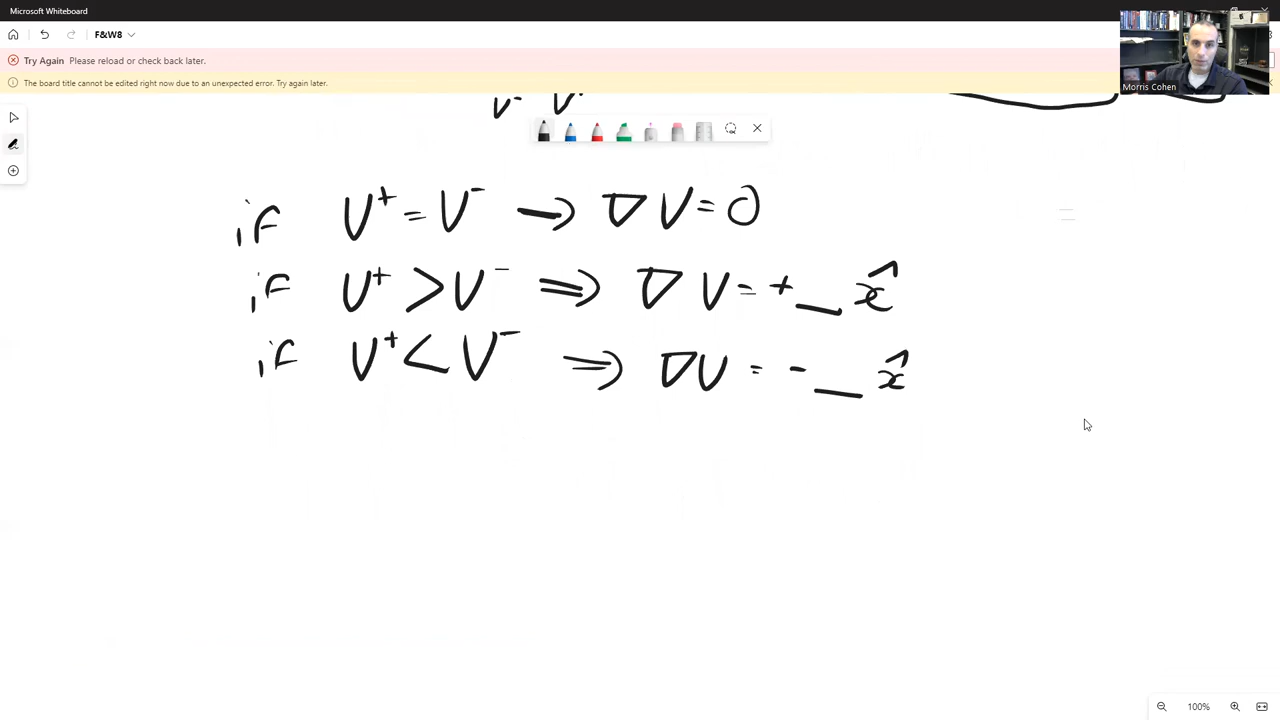 Microsoft Whiteboard
F&W8
Try Again Please reload or check back later.
The board title cannot be edited right now due to an unexpected error. Try again later.
Morris Cohen
V⁻ V⁺
if V⁺ = V⁻ → ∇V = 0
if V⁺ > V⁻ ⇒ ∇V = +_ x̂
if V⁺ < V⁻ ⇒ ∇V = -_ x̂
100%